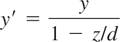 y′ = y / (1 − z/d)